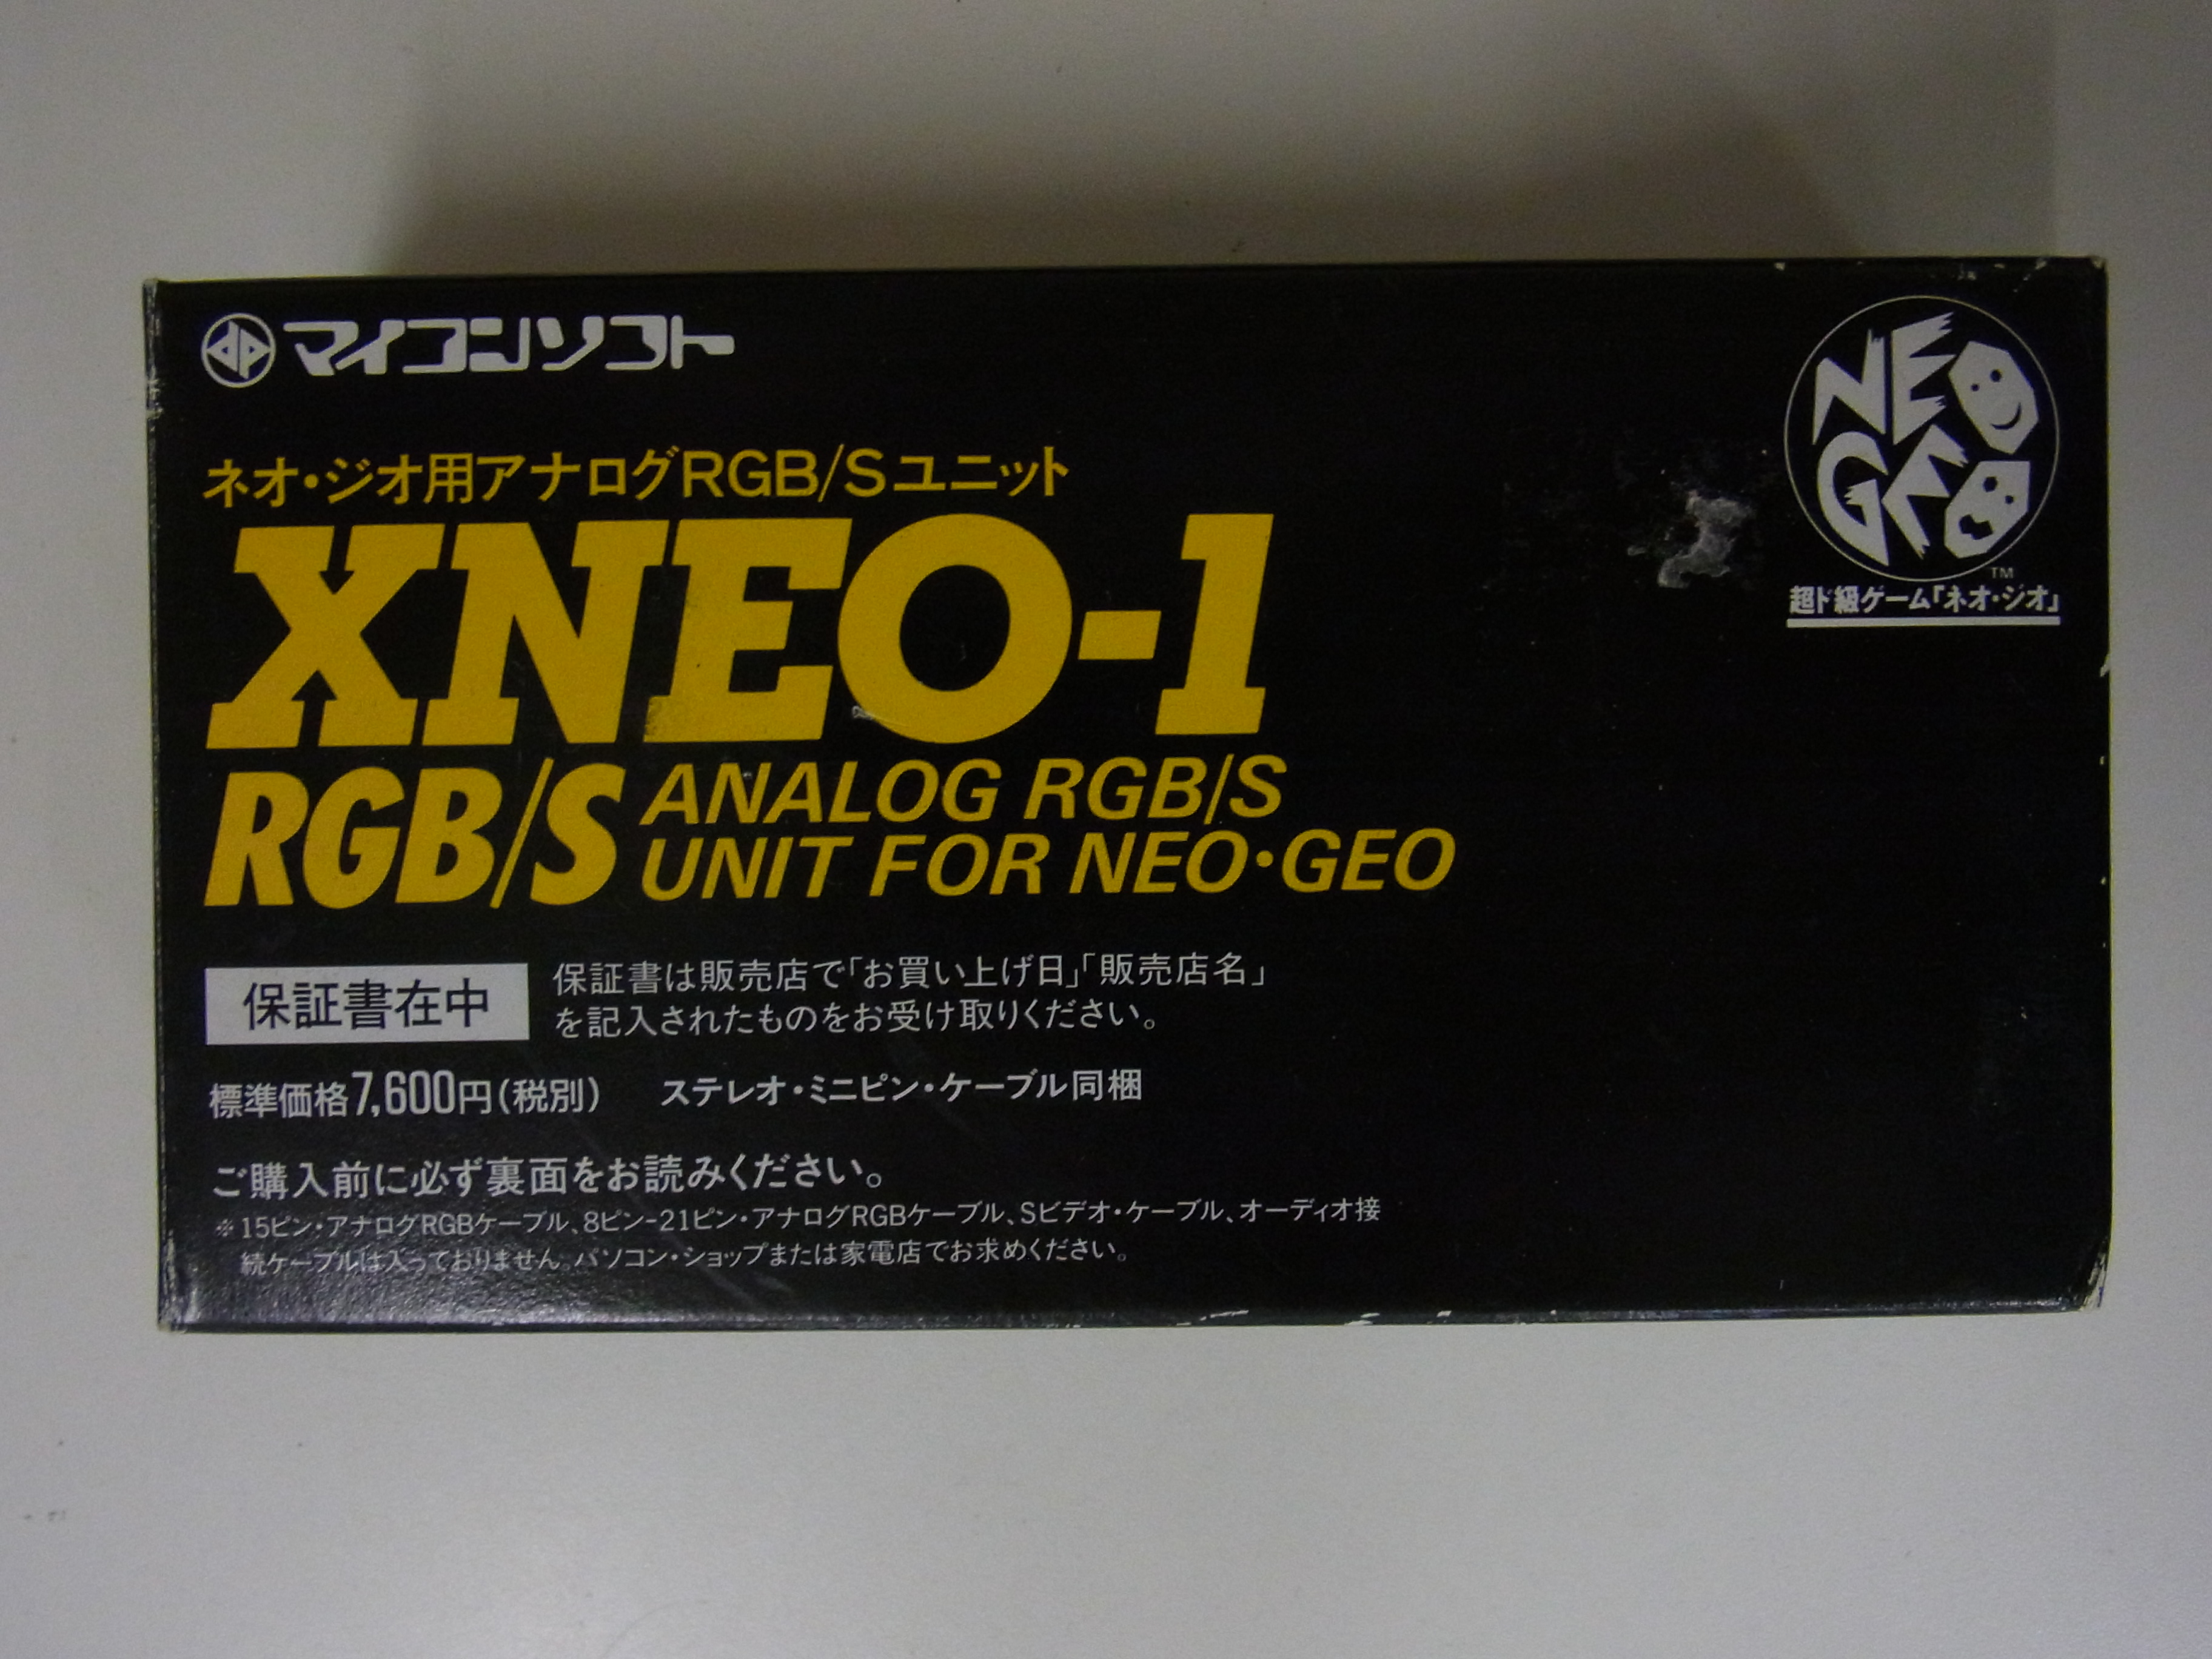 マイコンソフト
ネオ・ジオ用アナログRGB/Sユニット
XNEO-1
RGB/S
ANALOG RGB/S
UNIT FOR NEO・GEO
NEO
GEO
TM
超ド級ゲーム「ネオ・ジオ」
保証書在中
保証書は販売店で「お買い上げ日」「販売店名」
を記入されたものをお受け取りください。
標準価格7,600円(税別) ステレオ・ミニピン・ケーブル同梱
ご購入前に必ず裏面をお読みください。
※15ピン・アナログRGBケーブル、8ピン-21ピン・アナログRGBケーブル、Sビデオ・ケーブル、オーディオ接
続ケーブルは入っておりません。パソコン・ショップまたは家電店でお求めください。